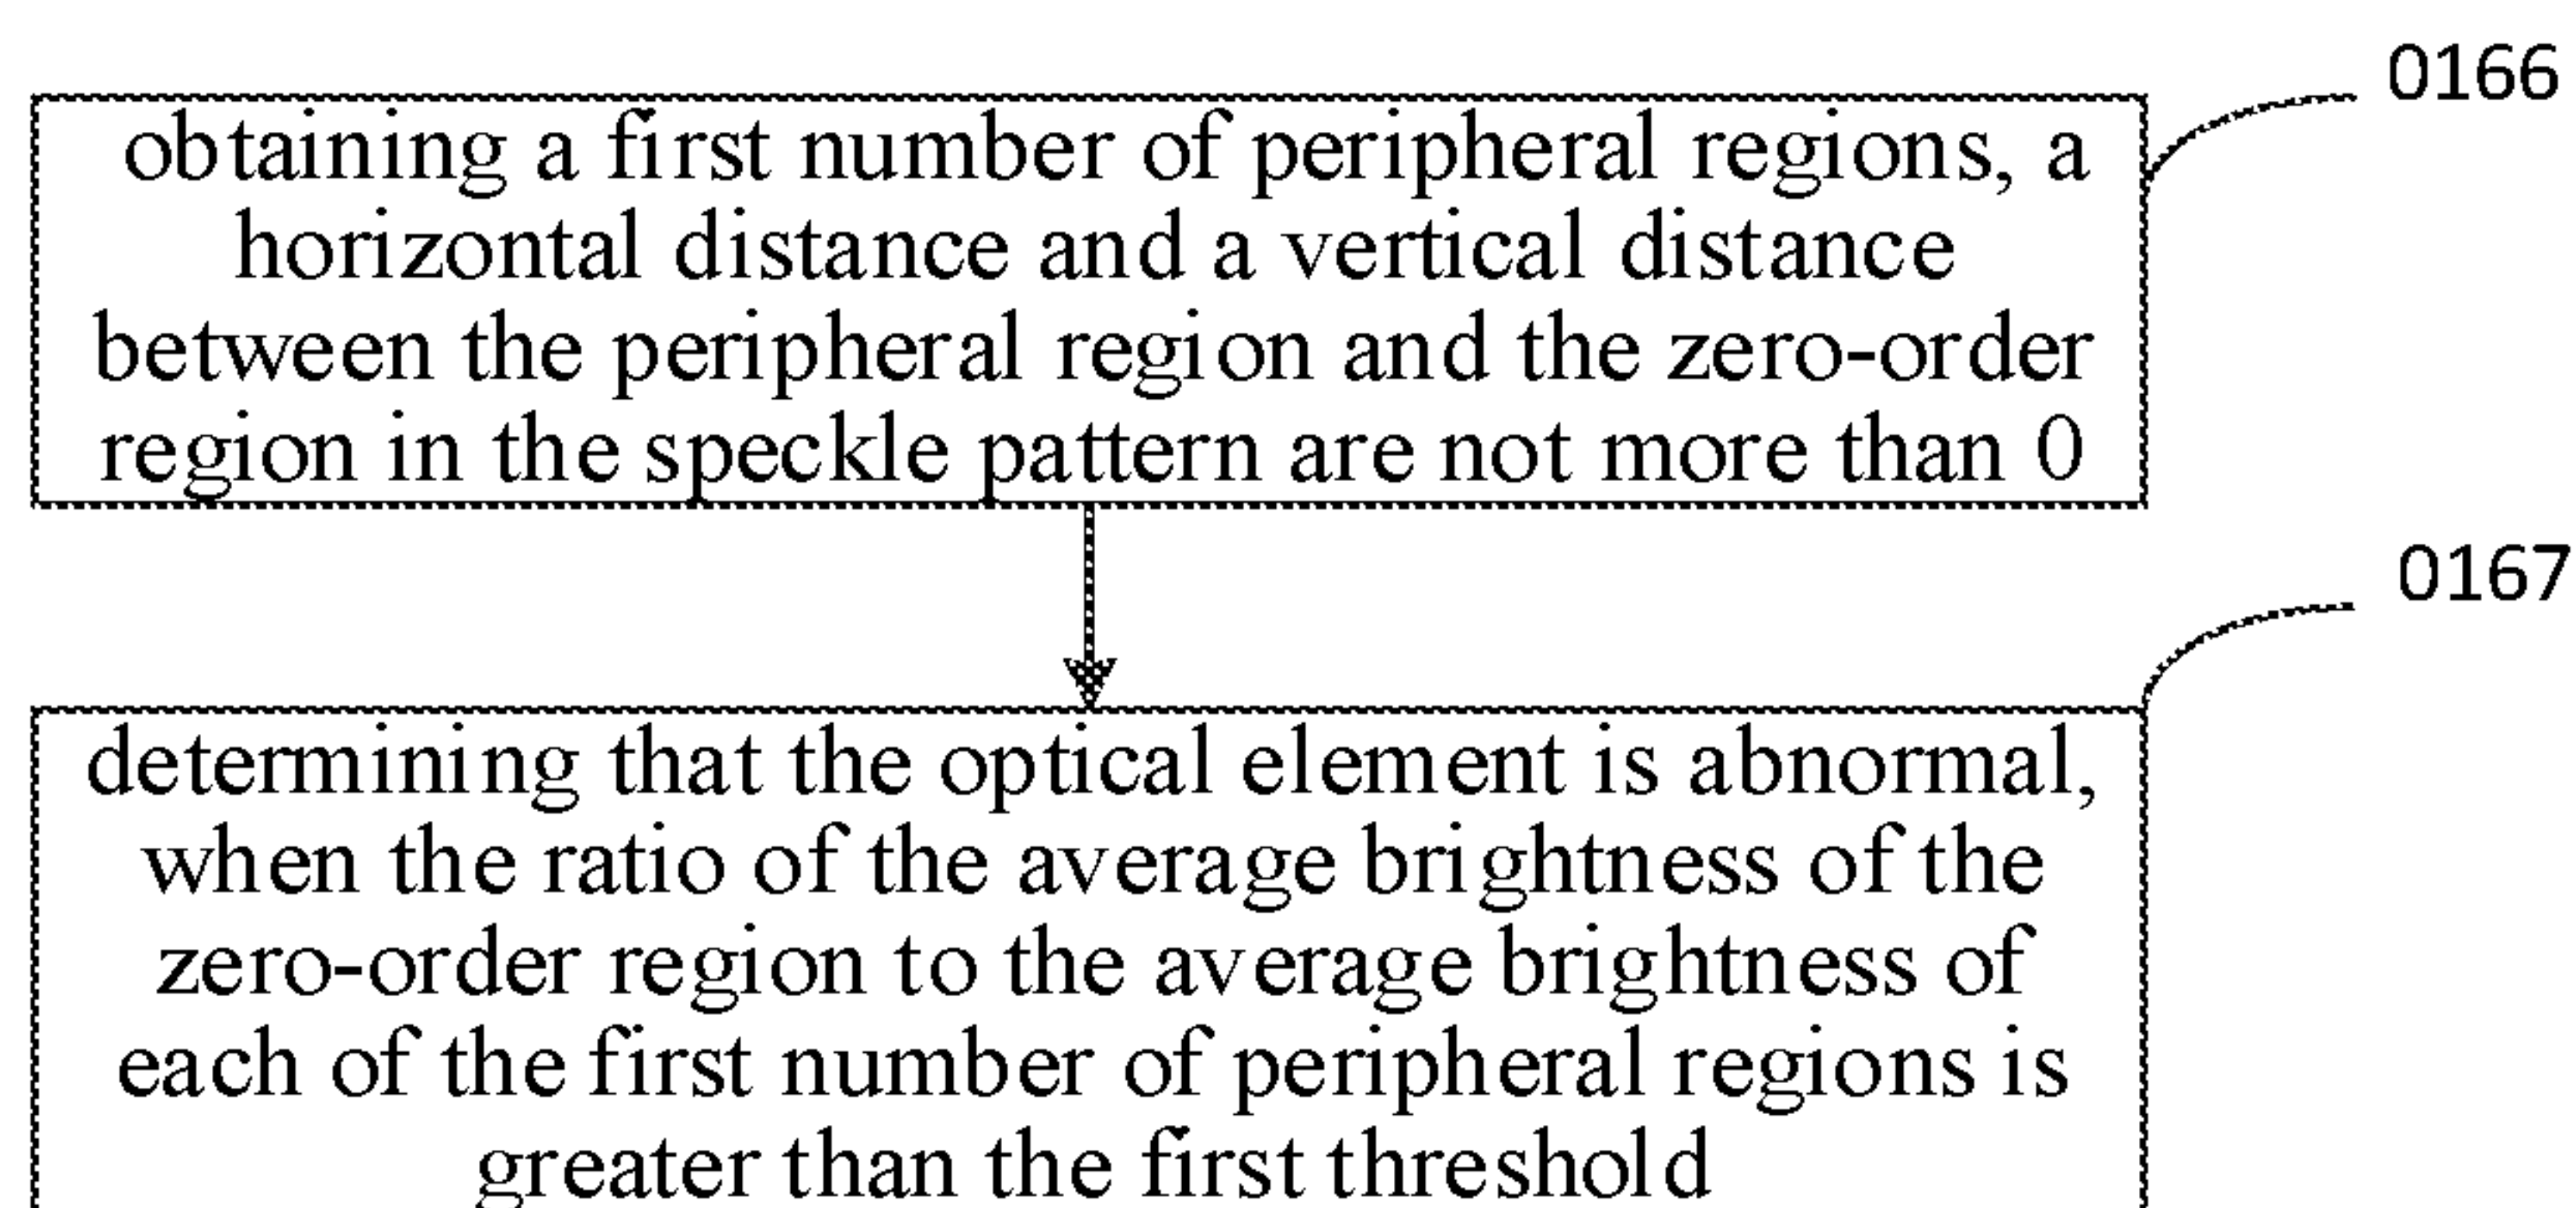 0166
obtaining a first number of peripheral regions, a
horizontal distance and a vertical distance
between the peripheral region and the zero-order
region in the speckle pattern are not more than 0
0167
determining that the optical element is abnormal,
when the ratio of the average brightness of the
zero-order region to the average brightness of
each of the first number of peripheral regions is
greater than the first threshold